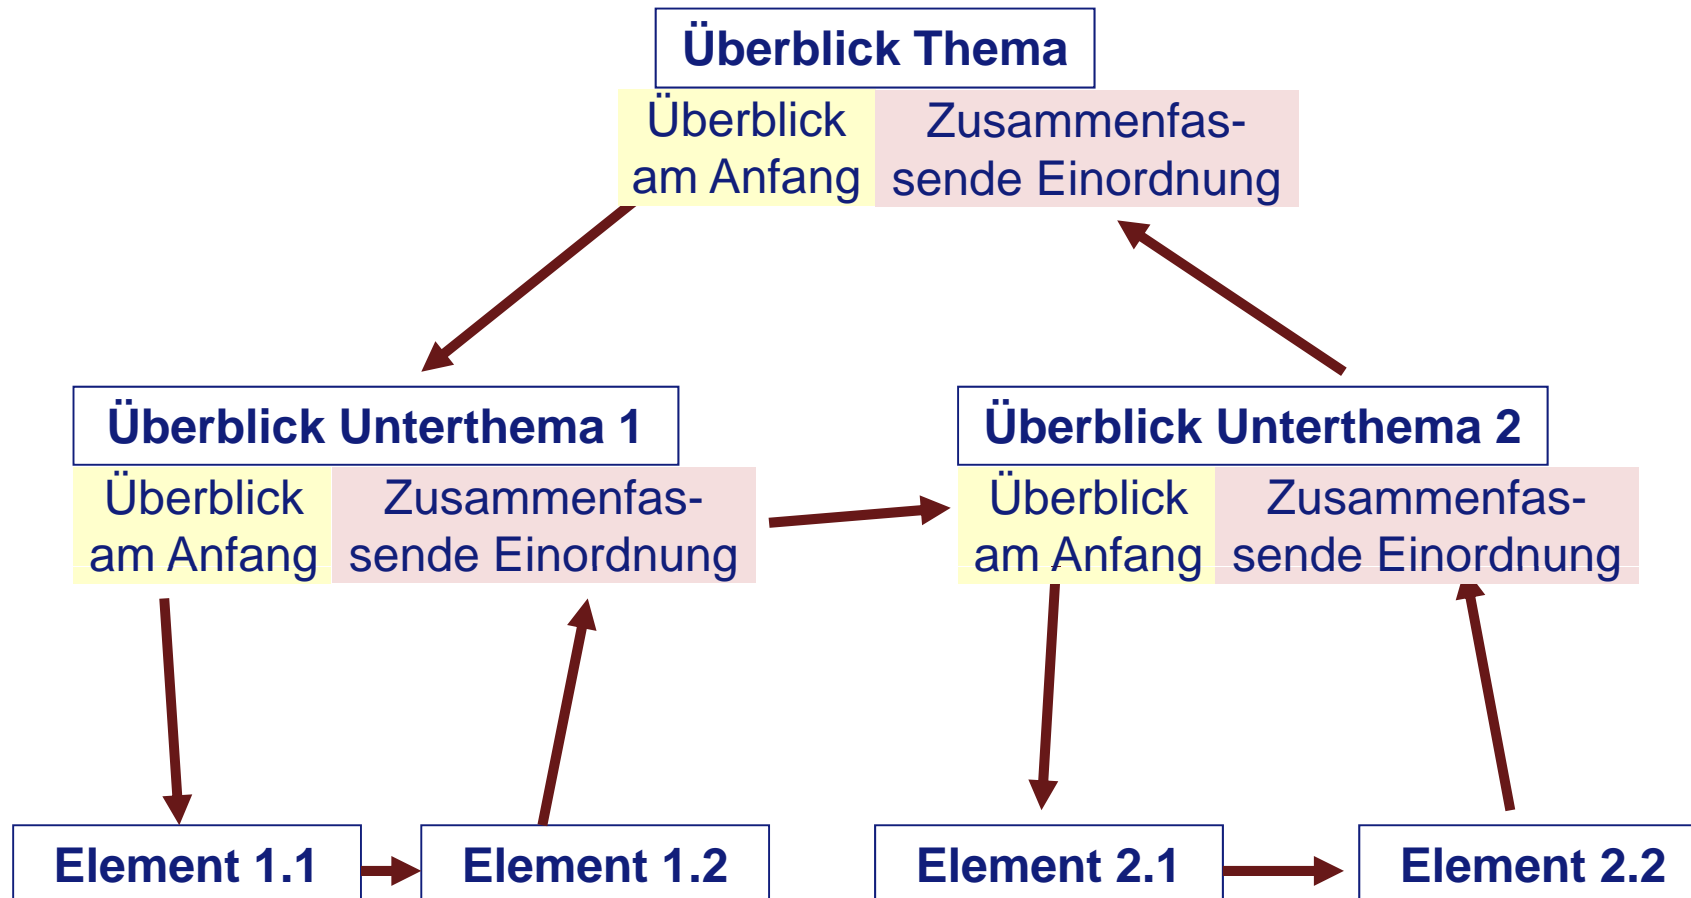 Überblick Thema
Überblick
am Anfang
Zusammenfas-
sende Einordnung
Überblick Unterthema 1
Überblick
am Anfang
Zusammenfas-
sende Einordnung
Überblick Unterthema 2
Überblick
am Anfang
Zusammenfas-
sende Einordnung
Element 1.1
Element 1.2
Element 2.1
Element 2.2